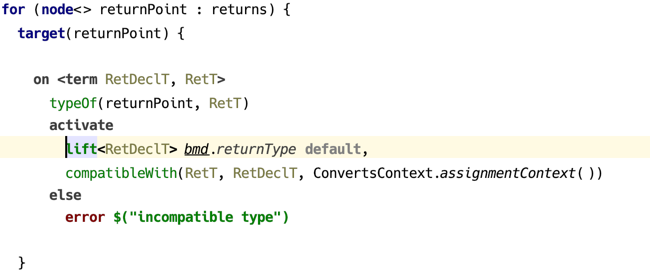 for (node<> returnPoint : returns) {
target(returnPoint) {
on <term RetDeclT, RetT>
typeOf(returnPoint, RetT)
activate
lift<RetDeclT> bmd.returnType default,
compatibleWith(RetT, RetDeclT, ConvertsContext.assignmentContext( ))
else
error $("incompatible type")
}